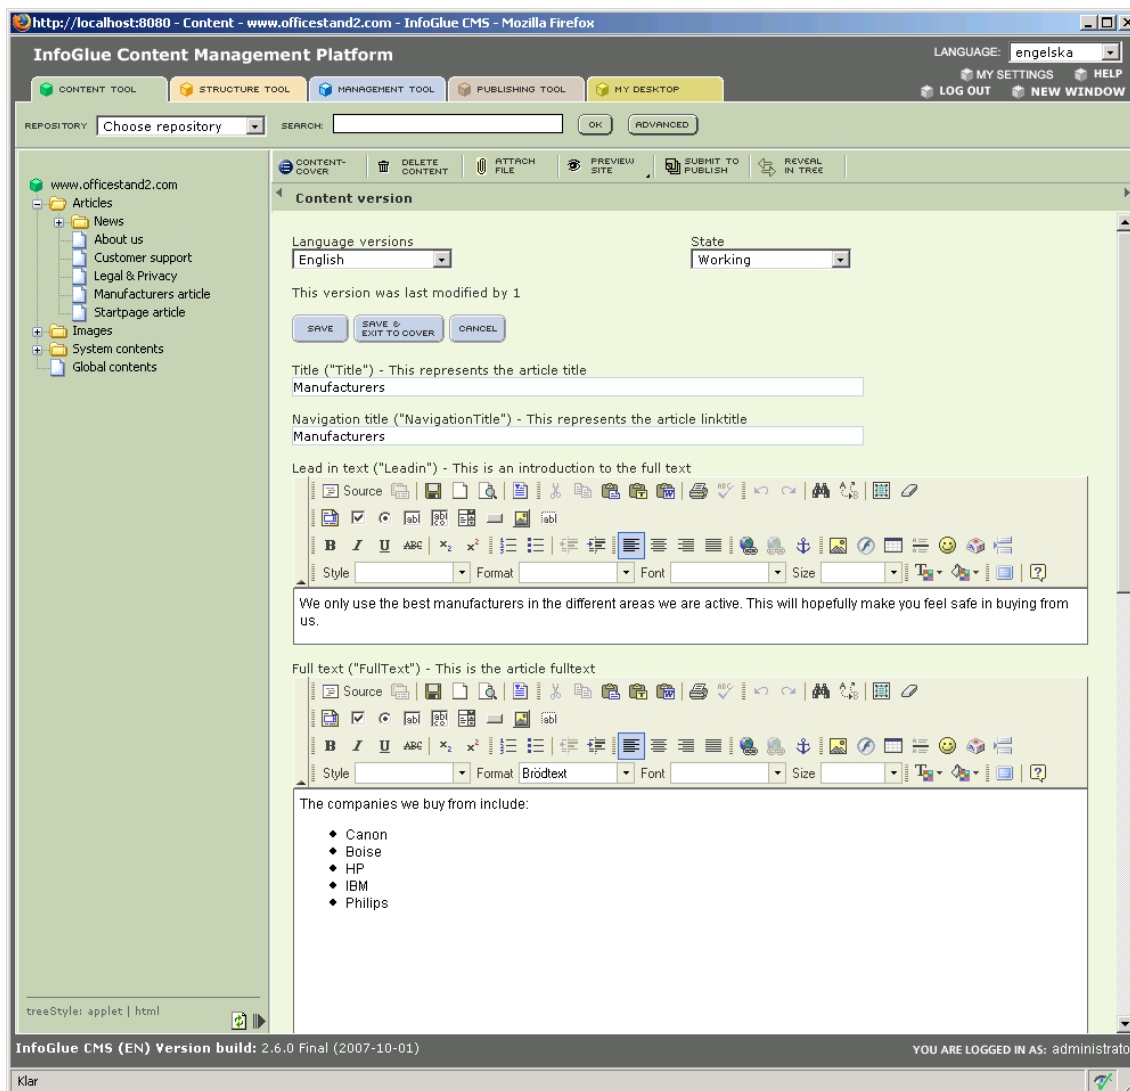 http://localhost:8080 - Content - www.officestand2.com - InfoGlue CMS - Mozilla Firefox
InfoGlue Content Management Platform
LANGUAGE: engelska
MY SETTINGS HELP
LOG OUT NEW WINDOW
CONTENT TOOL STRUCTURE TOOL MANAGEMENT TOOL PUBLISHING TOOL MY DESKTOP
REPOSITORY Choose repository SEARCH: OK ADVANCED
CONTENT-COVER DELETE CONTENT ATTACH FILE PREVIEW SITE SUBMIT TO PUBLISH REVEAL IN TREE
www.officestand2.com
Articles
News
About us
Customer support
Legal & Privacy
Manufacturers article
Startpage article
Images
System contents
Global contents
treeStyle: applet | html
Content version
Language versions State
English Working
This version was last modified by 1
SAVE SAVE & EXIT TO COVER CANCEL
Title ("Title") - This represents the article title
Manufacturers
Navigation title ("NavigationTitle") - This represents the article linktitle
Manufacturers
Lead in text ("Leadin") - This is an introduction to the full text
Source
Style Format Font Size
We only use the best manufacturers in the different areas we are active. This will hopefully make you feel safe in buying from
us.
Full text ("FullText") - This is the article fulltext
Source
Style Format Brödtext Font Size
The companies we buy from include:
Canon
Boise
HP
IBM
Philips
InfoGlue CMS (EN) Version build: 2.6.0 Final (2007-10-01) YOU ARE LOGGED IN AS: administrato
Klar